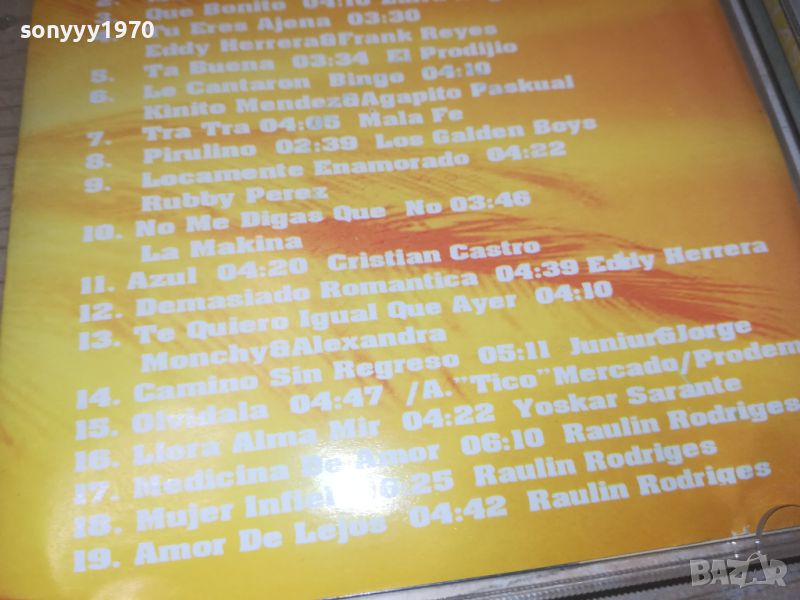 sonyyy1970
2.
Que Bonito 04:10
Tu Eres Ajena 03:30
Eddy Herrera&Frank Reyes
5. Ta Buena 03:34 El Prodijio
6. Le Cantaron Bingo 04:10
Kinito Mendez&Agapito Paskual
7. Tra Tra 04:05 Mala Fe
8. Pirulino 02:39 Los Galden Boys
9. Locamente Enamorado 04:22
Rubby Perez
10. No Me Digas Que No 03:46
La Makina
11. Azul 04:20 Cristian Castro
12. Demasiado Romantica 04:39 Eddy Herrera
13. Te Quiero Igual Que Ayer 04:10
Monchy&Alexandra
14. Camino Sin Regreso 05:11 Juniur&Jorge
15. Olvidala 04:47 /A."Tico"Mercado/Prodem
16. Llora Alma Mir 04:22 Yoskar Sarante
17. Medicina De Amor 06:10 Raulin Rodriges
18. Mujer Infiel 06:25 Raulin Rodriges
19. Amor De Lejos 04:42 Raulin Rodriges
BAZAR